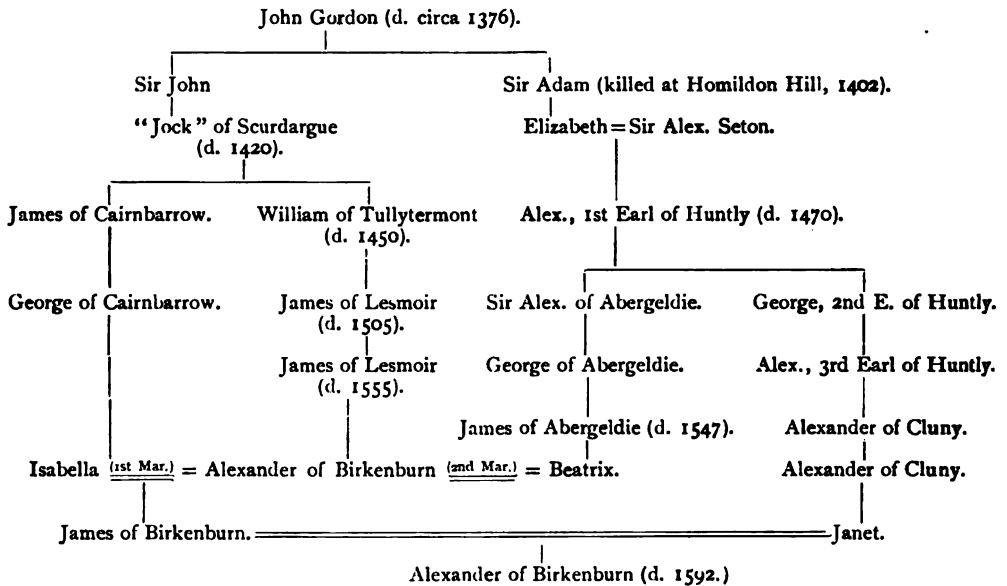 John Gordon (d. circa 1376).
Sir John Sir Adam (killed at Homildon Hill, 1402).
“Jock” of Scurdargue Elizabeth = Sir Alex. Seton.
(d. 1420).
James of Cairnbarrow. William of Tullytermont Alex., 1st Earl of Huntly (d. 1470).
(d. 1450).
George of Cairnbarrow. James of Lesmoir Sir Alex. of Abergeldie. George, 2nd E. of Huntly.
(d. 1505).
James of Lesmoir George of Abergeldie. Alex., 3rd Earl of Huntly.
(d. 1555).
James of Abergeldie (d. 1547). Alexander of Cluny.
Isabella (1st Mar.) = Alexander of Birkenburn (2nd Mar.) = Beatrix. Alexander of Cluny.
James of Birkenburn. Janet.
Alexander of Birkenburn (d. 1592.)